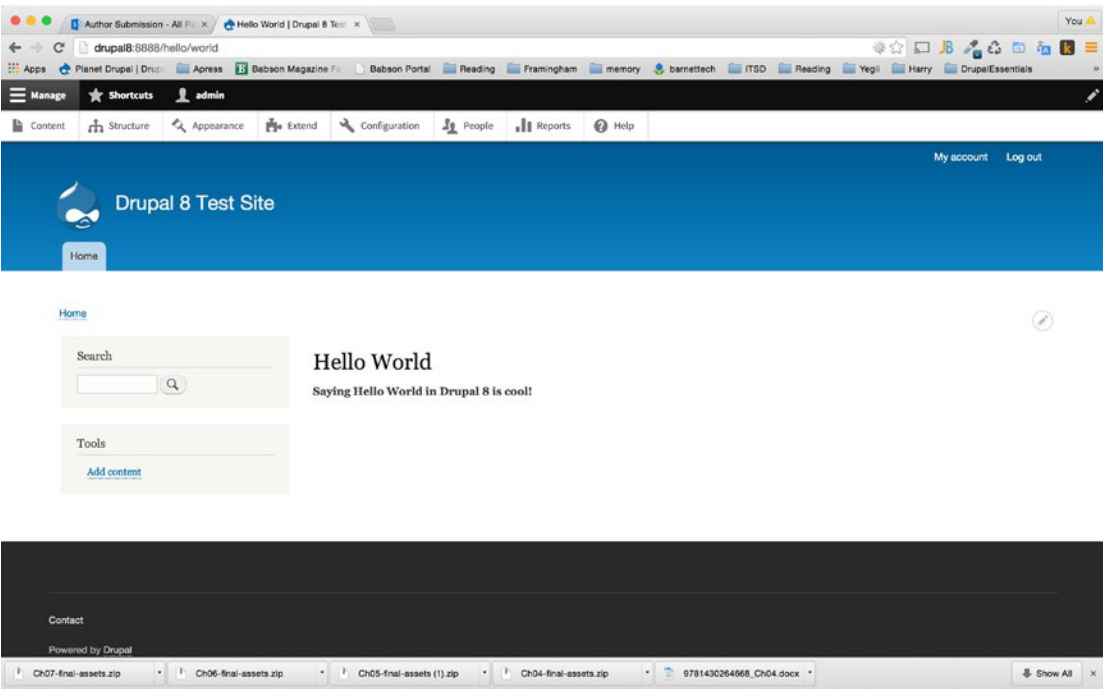 Author Submission - All Pi
Hello World | Drupal 8 Test
You
drupal8:8888/hello/world
Apps Planet Drupal | Drup Apress Babson Magazine F Babson Portal Reading Framingham memory barnettech ITSD Reading Yegii Harry DrupalEssentials »
Manage Shortcuts admin
Content Structure Appearance Extend Configuration People Reports Help
My account Log out
Drupal 8 Test Site
Home
Home
Search
Hello World
Saying Hello World in Drupal 8 is cool!
Tools
Add content
Contact
Powered by Drupal
Ch07-final-assets.zip Ch06-final-assets.zip Ch05-final-assets (1).zip Ch04-final-assets.zip 9781430264668_Ch04.docx Show All